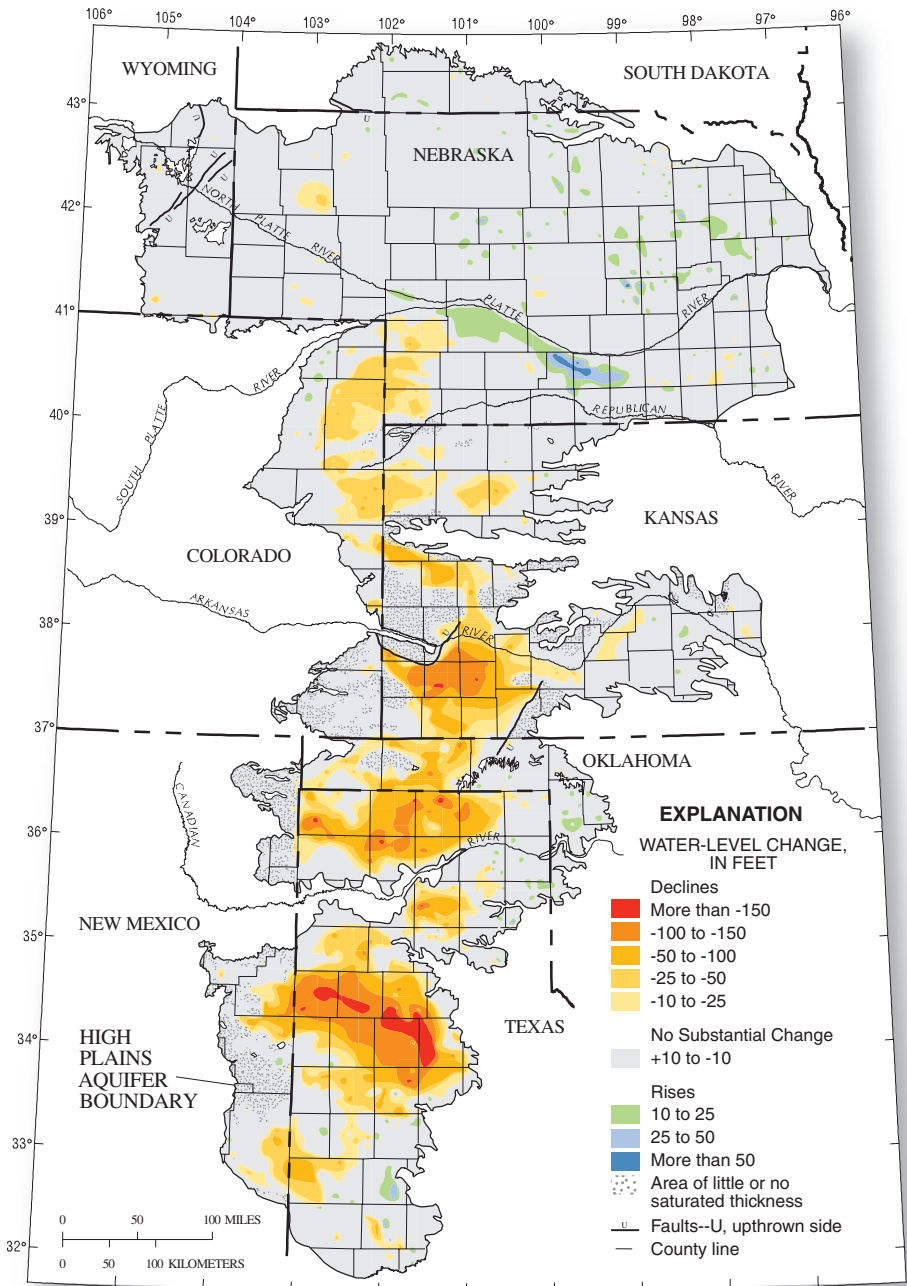 106° 105° 104° 103° 102° 101° 100° 99° 98° 97° 96°
WYOMING
SOUTH DAKOTA
43°
U
U
NEBRASKA
U
U
NORTH PLATTE RIVER
42°
U
41°
PLATTE RIVER
SOUTH PLATTE RIVER
40°
REPUBLICAN RIVER
39°
KANSAS
COLORADO
ARKANSAS RIVER
38°
U
37°
U
OKLAHOMA
CANADIAN RIVER
36°
NEW MEXICO
35°
TEXAS
34°
HIGH
PLAINS
AQUIFER
BOUNDARY
33°
32°
0 50 100 MILES
0 50 100 KILOMETERS
EXPLANATION
WATER-LEVEL CHANGE,
IN FEET
Declines
More than -150
-100 to -150
-50 to -100
-25 to -50
-10 to -25
No Substantial Change
+10 to -10
Rises
10 to 25
25 to 50
More than 50
Area of little or no
saturated thickness
U
Faults--U, upthrown side
County line